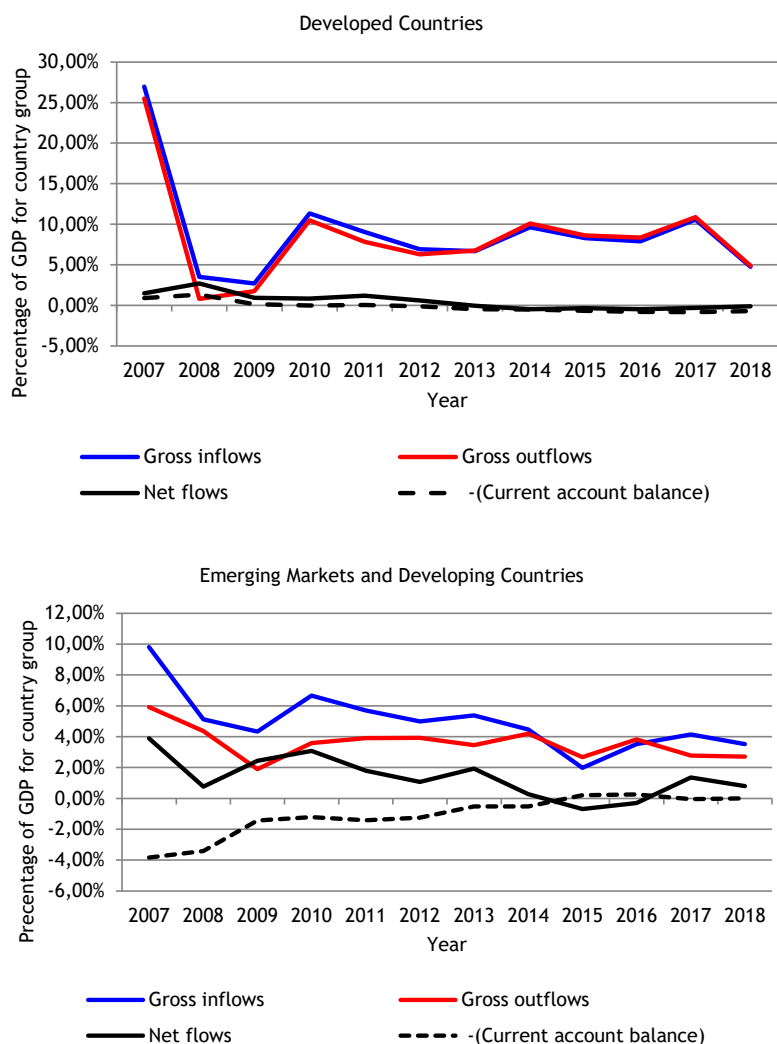 Developed Countries
Percentage of GDP for country group
30,00%
25,00%
20,00%
15,00%
10,00%
5,00%
0,00%
-5,00%
2007 2008 2009 2010 2011 2012 2013 2014 2015 2016 2017 2018
Year
Gross inflows Gross outflows
Net flows -(Current account balance)
Emerging Markets and Developing Countries
Precentage of GDP for country group
12,00%
10,00%
8,00%
6,00%
4,00%
2,00%
0,00%
-2,00%
-4,00%
-6,00%
2007 2008 2009 2010 2011 2012 2013 2014 2015 2016 2017 2018
Year
Gross inflows Gross outflows
Net flows -(Current account balance)